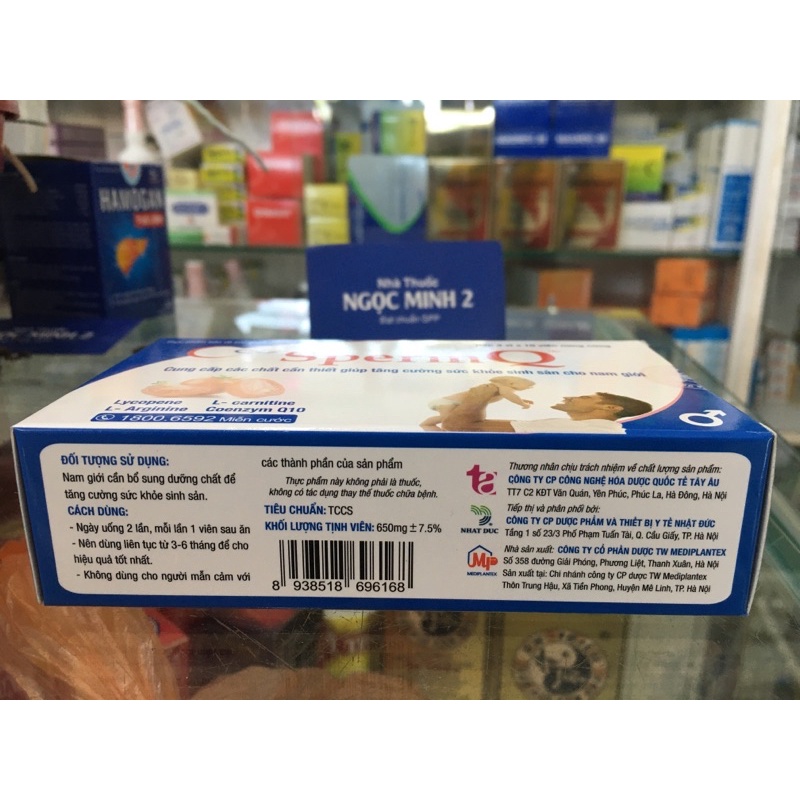 HAMOGAN
Nhà Thuốc
NGỌC MINH 2
Đạt chuẩn GPP
SpermQ
Cung cấp các chất cần thiết giúp tăng cường sức khỏe sinh sản cho nam giới
Lycopene L- carnitine
L- Arginine Coenzym Q10
1800.6592 Miễn cước
ĐỐI TƯỢNG SỬ DỤNG:
Nam giới cần bổ sung dưỡng chất để
tăng cường sức khỏe sinh sản.
CÁCH DÙNG:
- Ngày uống 2 lần, mỗi lần 1 viên sau ăn
- Nên dùng liên tục từ 3-6 tháng để cho
hiệu quả tốt nhất.
- Không dùng cho người mẫn cảm với
các thành phần của sản phẩm
Thực phẩm này không phải là thuốc,
không có tác dụng thay thế thuốc chữa bệnh.
TIÊU CHUẨN: TCCS
KHỐI LƯỢNG TỊNH VIÊN: 650mg ± 7.5%
8 938518 696168
ta
Thương nhân chịu trách nhiệm về chất lượng sản phẩm:
CÔNG TY CP CÔNG NGHỆ HÓA DƯỢC QUỐC TẾ TÂY ÂU
TT7 C2 KĐT Văn Quán, Yên Phúc, Phúc La, Hà Đông, Hà Nội
NHAT DUC
Tiếp thị và phân phối bởi:
CÔNG TY CP DƯỢC PHẨM VÀ THIẾT BỊ Y TẾ NHẬT ĐỨC
Tầng 1 số 23/3 Phố Phạm Tuấn Tài, Q. Cầu Giấy, TP. Hà Nội
MP
MEDIPLANTEX
Nhà sản xuất: CÔNG TY CỔ PHẦN DƯỢC TW MEDIPLANTEX
Số 358 đường Giải Phóng, Phương Liệt, Thanh Xuân, Hà Nội
Sản xuất tại: Chi nhánh công ty CP dược TW Mediplantex
Thôn Trung Hậu, Xã Tiền Phong, Huyện Mê Linh, TP. Hà Nội